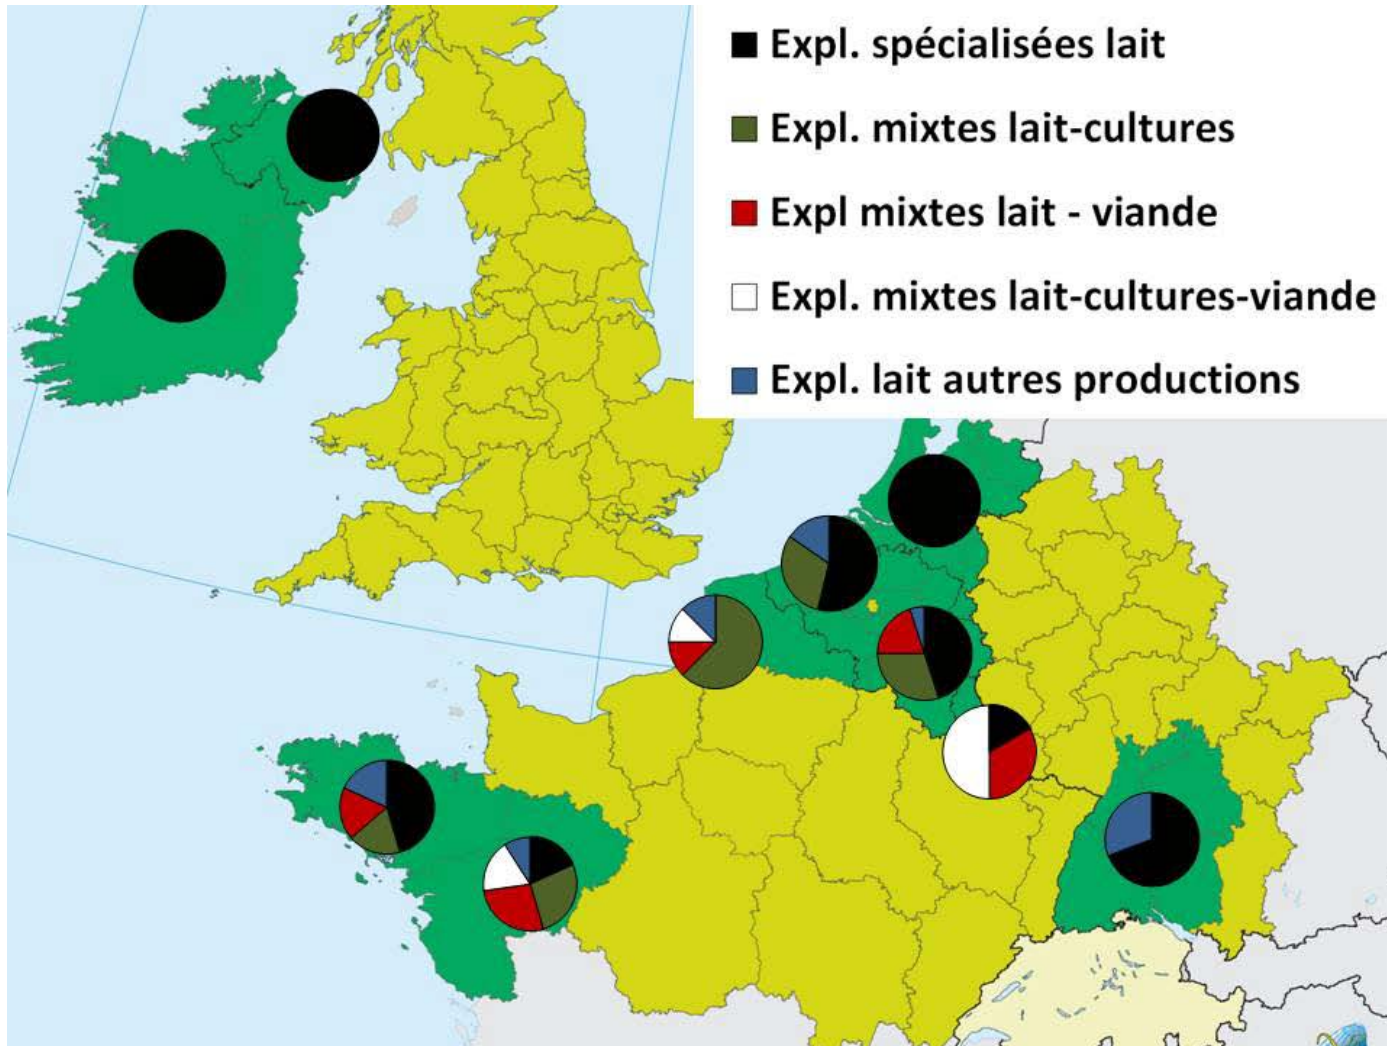 Expl. spécialisées lait
Expl. mixtes lait-cultures
Expl mixtes lait - viande
Expl. mixtes lait-cultures-viande
Expl. lait autres productions